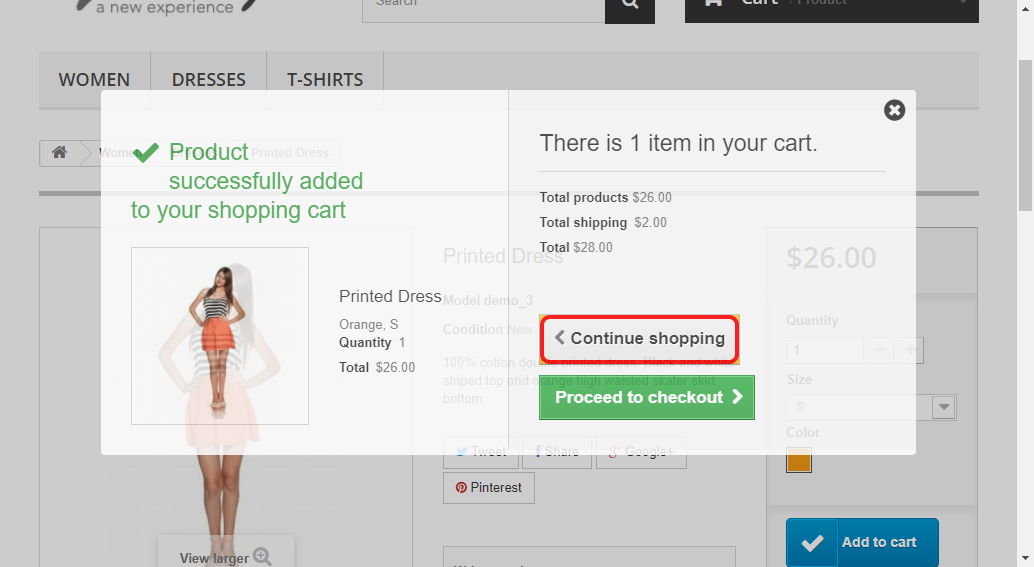 a new experience
Search
Cart
Product
WOMEN
DRESSES
T-SHIRTS
Printed Dress
Product
successfully added
to your shopping cart
There is 1 item in your cart.
Total products $26.00
Total shipping $2.00
Total $28.00
Printed Dress
Orange, S
Quantity 1
Total $26.00
Continue shopping
Proceed to checkout
Printed Dress
Model demo_3
Condition New
100% cotton double printed dress. Black and white
striped top and orange high waisted skater skirt
bottom.
Tweet
Share
Google+
Pinterest
$26.00
Quantity
1
Size
S
Color
Add to cart
View larger